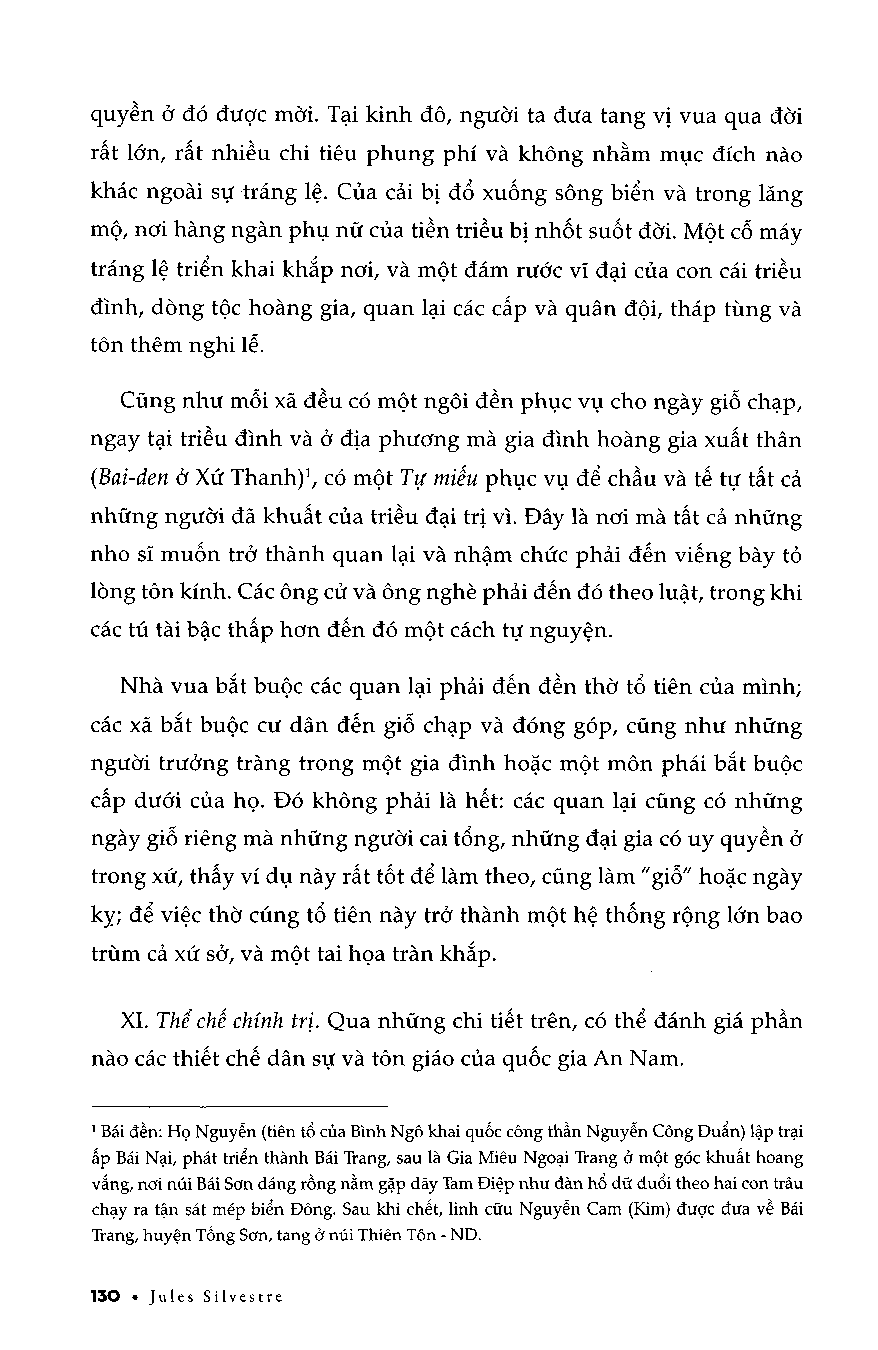 quyền ở đó được mời. Tại kinh đô, người ta đưa tang vị vua qua đời
rất lớn, rất nhiều chi tiêu phung phí và không nhằm mục đích nào
khác ngoài sự tráng lệ. Của cải bị đổ xuống sông biển và trong lăng
mộ, nơi hàng ngàn phụ nữ của tiền triều bị nhốt suốt đời. Một cỗ máy
tráng lệ triển khai khắp nơi, và một đám rước vĩ đại của con cái triều
đình, dòng tộc hoàng gia, quan lại các cấp và quân đội, tháp tùng và
tôn thêm nghi lễ.
Cũng như mỗi xã đều có một ngôi đền phục vụ cho ngày giỗ chạp,
ngay tại triều đình và ở địa phương mà gia đình hoàng gia xuất thân
(Bai-den ở Xứ Thanh)¹, có một Tự miếu phục vụ để chầu và tế tự tất cả
những người đã khuất của triều đại trị vì. Đây là nơi mà tất cả những
nho sĩ muốn trở thành quan lại và nhậm chức phải đến viếng bày tỏ
lòng tôn kính. Các ông cử và ông nghè phải đến đó theo luật, trong khi
các tú tài bậc thấp hơn đến đó một cách tự nguyện.
Nhà vua bắt buộc các quan lại phải đến đền thờ tổ tiên của mình;
các xã bắt buộc cư dân đến giỗ chạp và đóng góp, cũng như những
người trưởng tràng trong một gia đình hoặc một môn phái bắt buộc
cấp dưới của họ. Đó không phải là hết: các quan lại cũng có những
ngày giỗ riêng mà những người cai tổng, những đại gia có uy quyền ở
trong xứ, thấy ví dụ này rất tốt để làm theo, cũng làm "giỗ" hoặc ngày
kỵ; để việc thờ cúng tổ tiên này trở thành một hệ thống rộng lớn bao
trùm cả xứ sở, và một tai họa tràn khắp.
XI. Thể chế chính trị. Qua những chi tiết trên, có thể đánh giá phần
nào các thiết chế dân sự và tôn giáo của quốc gia An Nam.
¹ Bái đền: Họ Nguyễn (tiên tổ của Bình Ngô khai quốc công thần Nguyễn Công Duẩn) lập trại
ấp Bái Nại, phát triển thành Bái Trang, sau là Gia Miêu Ngoại Trang ở một góc khuất hoang
vắng, nơi núi Bái Sơn dáng rồng nằm gặp dãy Tam Điệp như đàn hổ dữ đuổi theo hai con trâu
chạy ra tận sát mép biển Đông. Sau khi chết, linh cữu Nguyễn Cam (Kim) được đưa về Bái
Trang, huyện Tống Sơn, tang ở núi Thiên Tôn - ND.
130 • Jules Silvestre